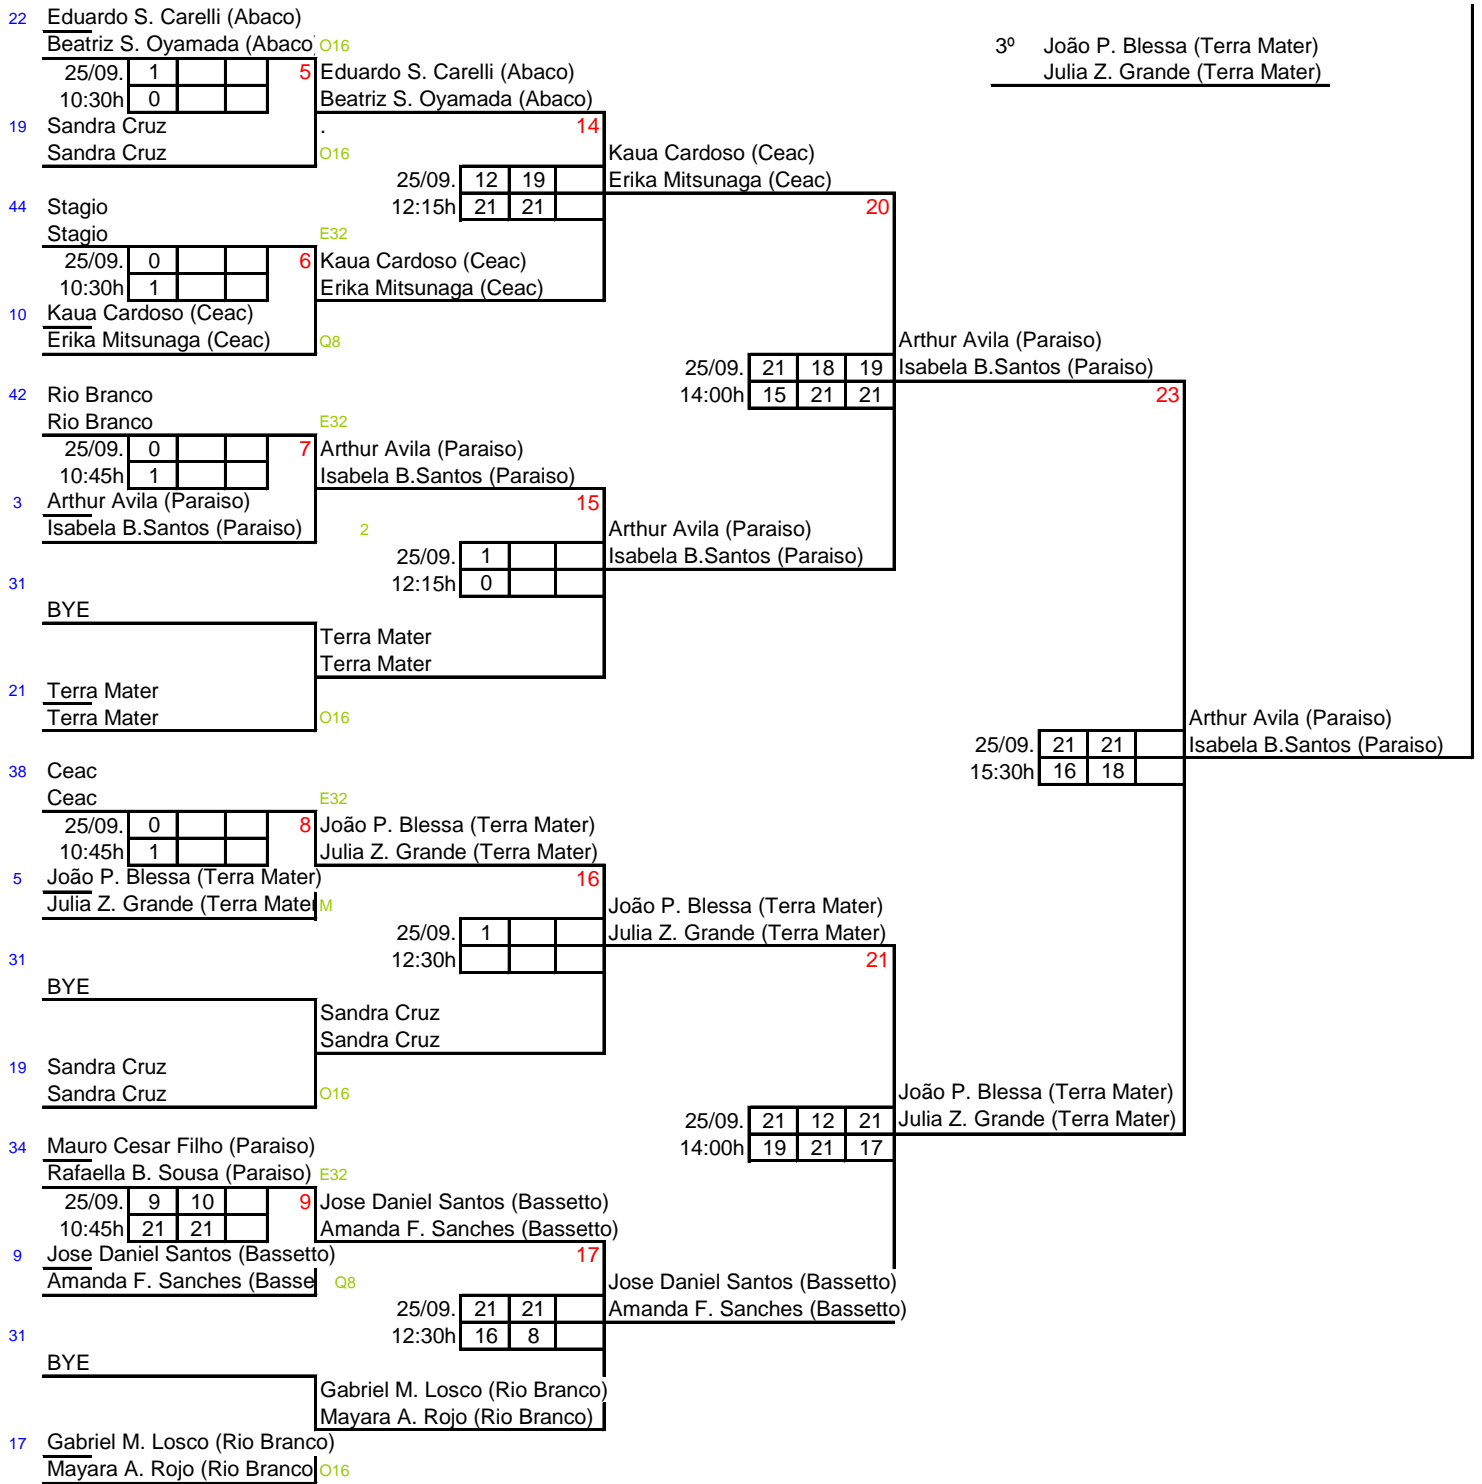 22 Eduardo S. Carelli (Abaco)
Beatriz S. Oyamada (Abaco O16
3º João P. Blessa (Terra Mater)
25/09. 1 5 Eduardo S. Carelli (Abaco)
Julia Z. Grande (Terra Mater)
10:30h 0 Beatriz S. Oyamada (Abaco)
19 Sandra Cruz . 14
Sandra Cruz O16 Kaua Cardoso (Ceac)
25/09. 12 19 Erika Mitsunaga (Ceac)
44 Stagio 12:15h 21 21 20
Stagio E32
25/09. 0 6 Kaua Cardoso (Ceac)
10:30h 1 Erika Mitsunaga (Ceac)
10 Kaua Cardoso (Ceac)
Erika Mitsunaga (Ceac) Q8 Arthur Avila (Paraiso)
25/09. 21 18 19 Isabela B.Santos (Paraiso)
42 Rio Branco 14:00h 15 21 21 23
Rio Branco E32
25/09. 0 7 Arthur Avila (Paraiso)
10:45h 1 Isabela B.Santos (Paraiso)
3 Arthur Avila (Paraiso) 15
Isabela B.Santos (Paraiso) 2 Arthur Avila (Paraiso)
25/09. 1 Isabela B.Santos (Paraiso)
31 12:15h 0
BYE
Terra Mater
Terra Mater
21 Terra Mater
Terra Mater O16 Arthur Avila (Paraiso)
25/09. 21 21 Isabela B.Santos (Paraiso)
38 Ceac 15:30h 16 18
Ceac E32
25/09. 0 8 João P. Blessa (Terra Mater)
10:45h 1 Julia Z. Grande (Terra Mater)
5 João P. Blessa (Terra Mater) 16
Julia Z. Grande (Terra Mater M João P. Blessa (Terra Mater)
25/09. 1 Julia Z. Grande (Terra Mater)
31 12:30h 21
BYE
Sandra Cruz
Sandra Cruz
19 Sandra Cruz
Sandra Cruz O16 João P. Blessa (Terra Mater)
25/09. 21 12 21 Julia Z. Grande (Terra Mater)
34 Mauro Cesar Filho (Paraiso) 14:00h 19 21 17
Rafaella B. Sousa (Paraiso) E32
25/09. 9 10 9 Jose Daniel Santos (Bassetto)
10:45h 21 21 Amanda F. Sanches (Bassetto)
9 Jose Daniel Santos (Bassetto) 17
Amanda F. Sanches (Basse Q8 Jose Daniel Santos (Bassetto)
25/09. 21 21 Amanda F. Sanches (Bassetto)
31 12:30h 16 8
BYE
Gabriel M. Losco (Rio Branco)
Mayara A. Rojo (Rio Branco)
17 Gabriel M. Losco (Rio Branco)
Mayara A. Rojo (Rio Branco O16